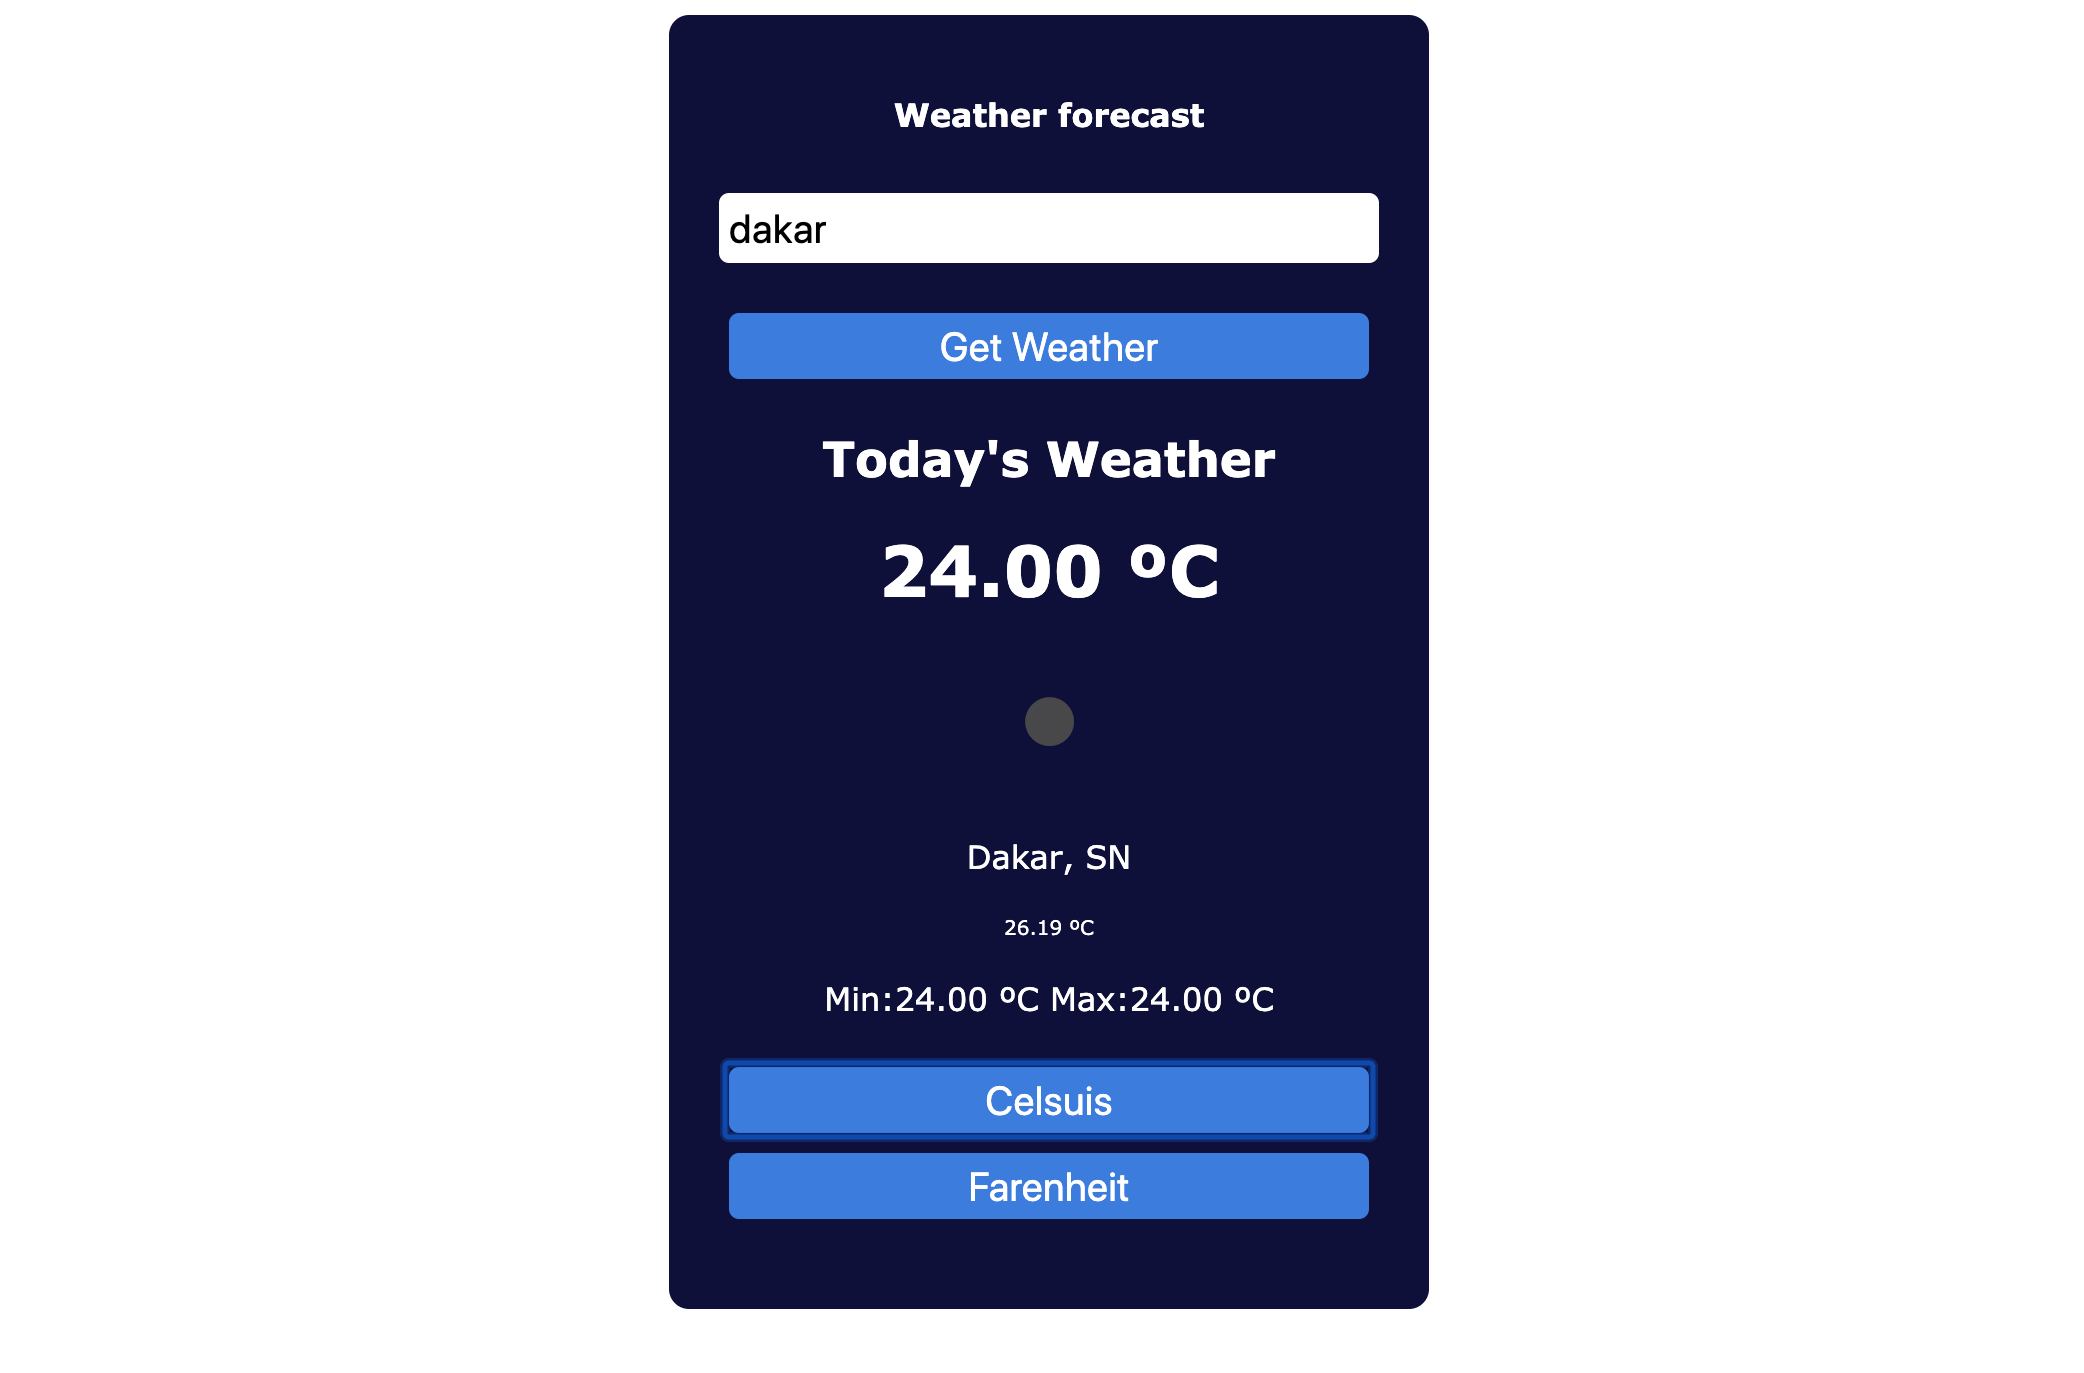 Weather forecast
dakar
Get Weather
Today's Weather
24.00 ºC
Dakar, SN
26.19 ºC
Min:24.00 ºC Max:24.00 ºC
Celsuis
Farenheit